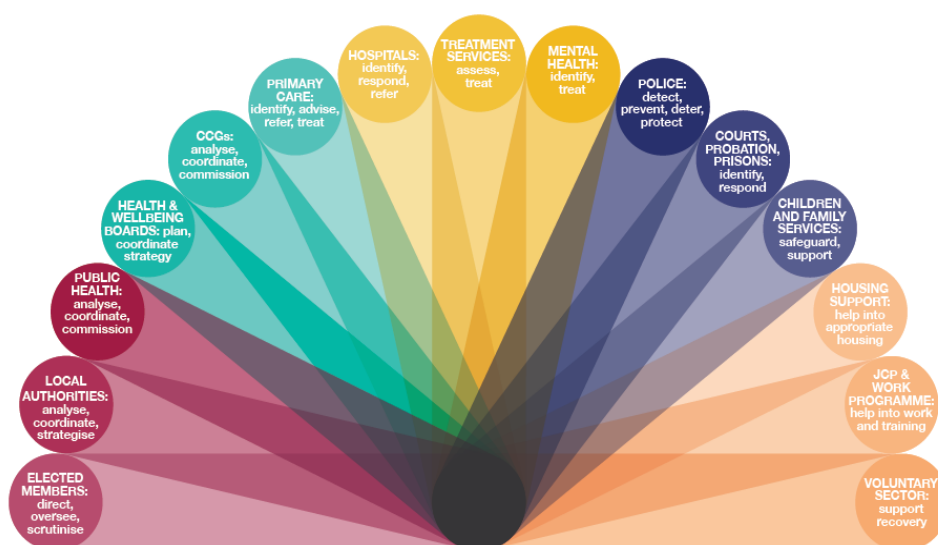 ELECTED
MEMBERS:
direct,
oversee,
scrutinise
LOCAL
AUTHORITIES:
analyse,
coordinate,
strategise
PUBLIC
HEALTH:
analyse,
coordinate,
commission
HEALTH &
WELLBEING
BOARDS: plan,
coordinate
strategy
CCGs:
analyse,
coordinate,
commission
PRIMARY
CARE:
identify, advise,
refer, treat
HOSPITALS:
identify,
respond,
refer
TREATMENT
SERVICES:
assess,
treat
MENTAL
HEALTH:
identify,
treat
POLICE:
detect,
prevent, deter,
protect
COURTS,
PROBATION,
PRISONS:
identify,
respond
CHILDREN
AND FAMILY
SERVICES:
safeguard,
support
HOUSING
SUPPORT:
help into
appropriate
housing
JCP &
WORK
PROGRAMME:
help into work
and training
VOLUNTARY
SECTOR:
support
recovery